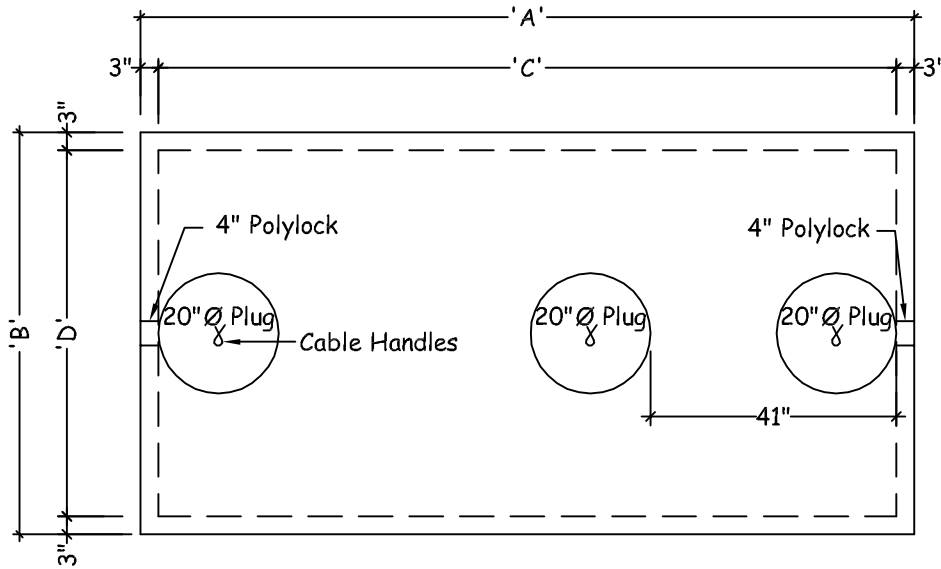 'A'
3"
'C'
3"
3"
4" Polylock
4" Polylock
'B'
'D'
20" Ø Plug
20" Ø Plug
20" Ø Plug
Cable Handles
41"
3"